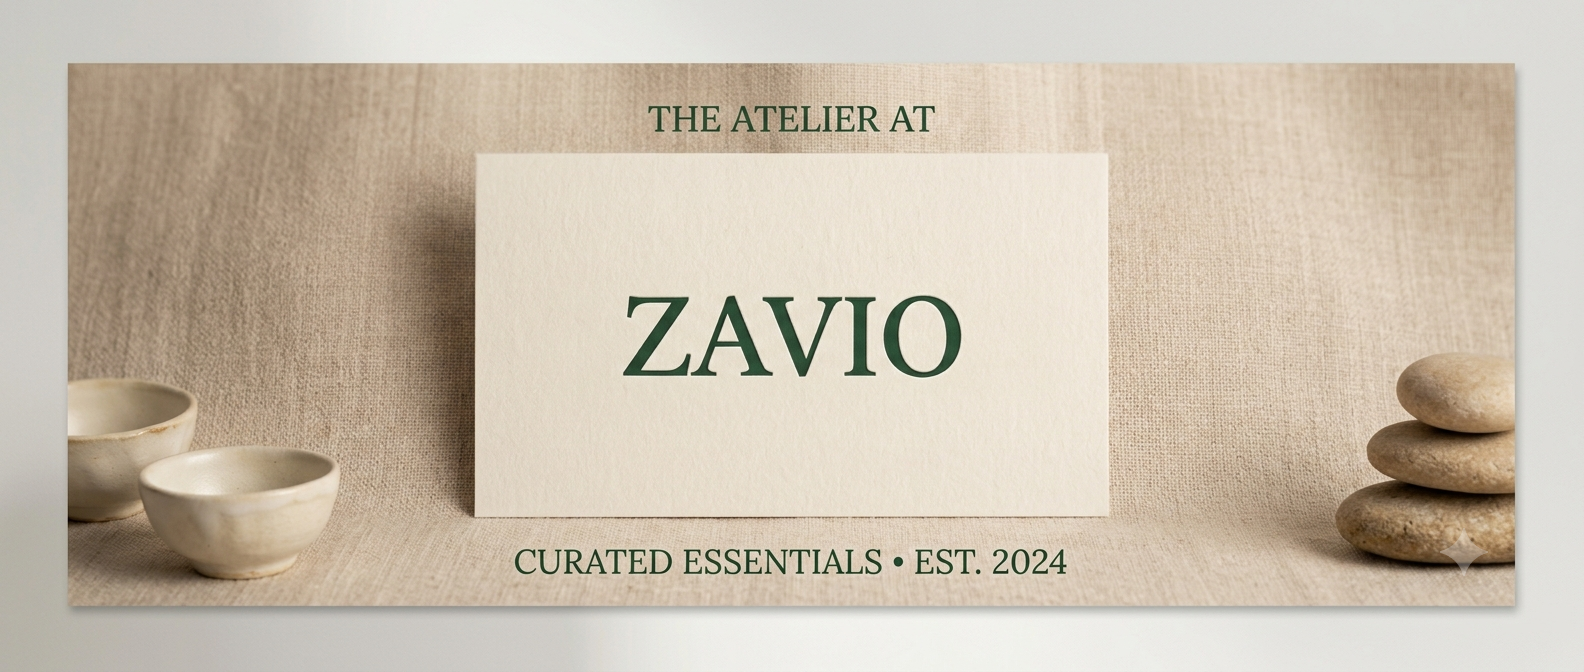 THE ATELIER AT
ZAVIO
CURATED ESSENTIALS • EST. 2024